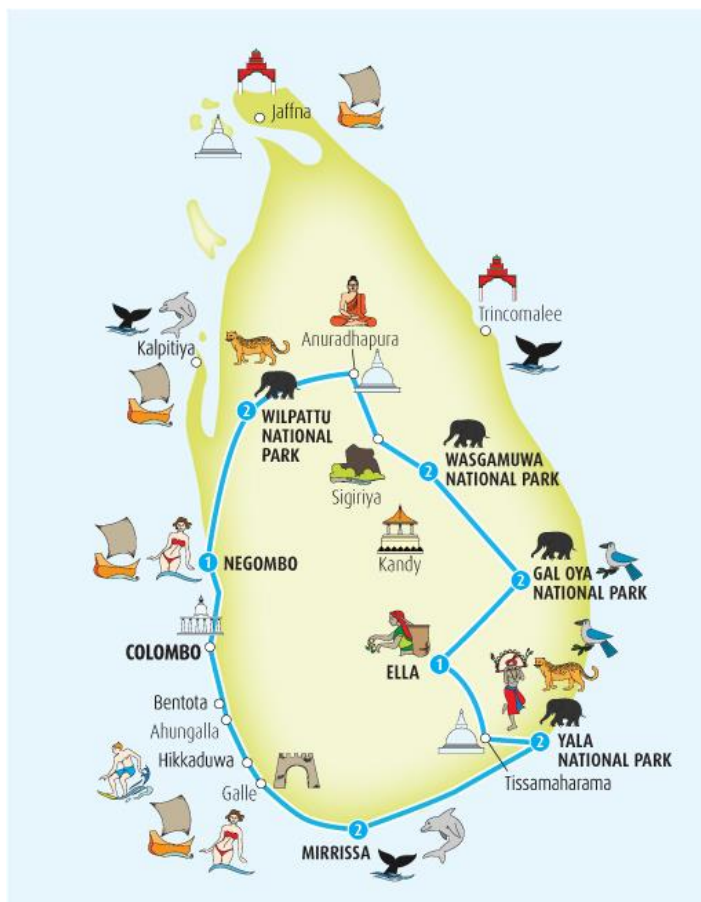 Jaffna
Trincomalee
Kalpitiya
Anuradhapura
2
WILPATTU
NATIONAL
PARK
2
WASGAMUWA
NATIONAL PARK
Sigiriya
Kandy
1
NEGOMBO
2
GAL OYA
NATIONAL PARK
COLOMBO
1
ELLA
Bentota
Ahungalla
Hikkaduwa
Galle
2
YALA
NATIONAL PARK
Tissamaharama
2
MIRRISSA